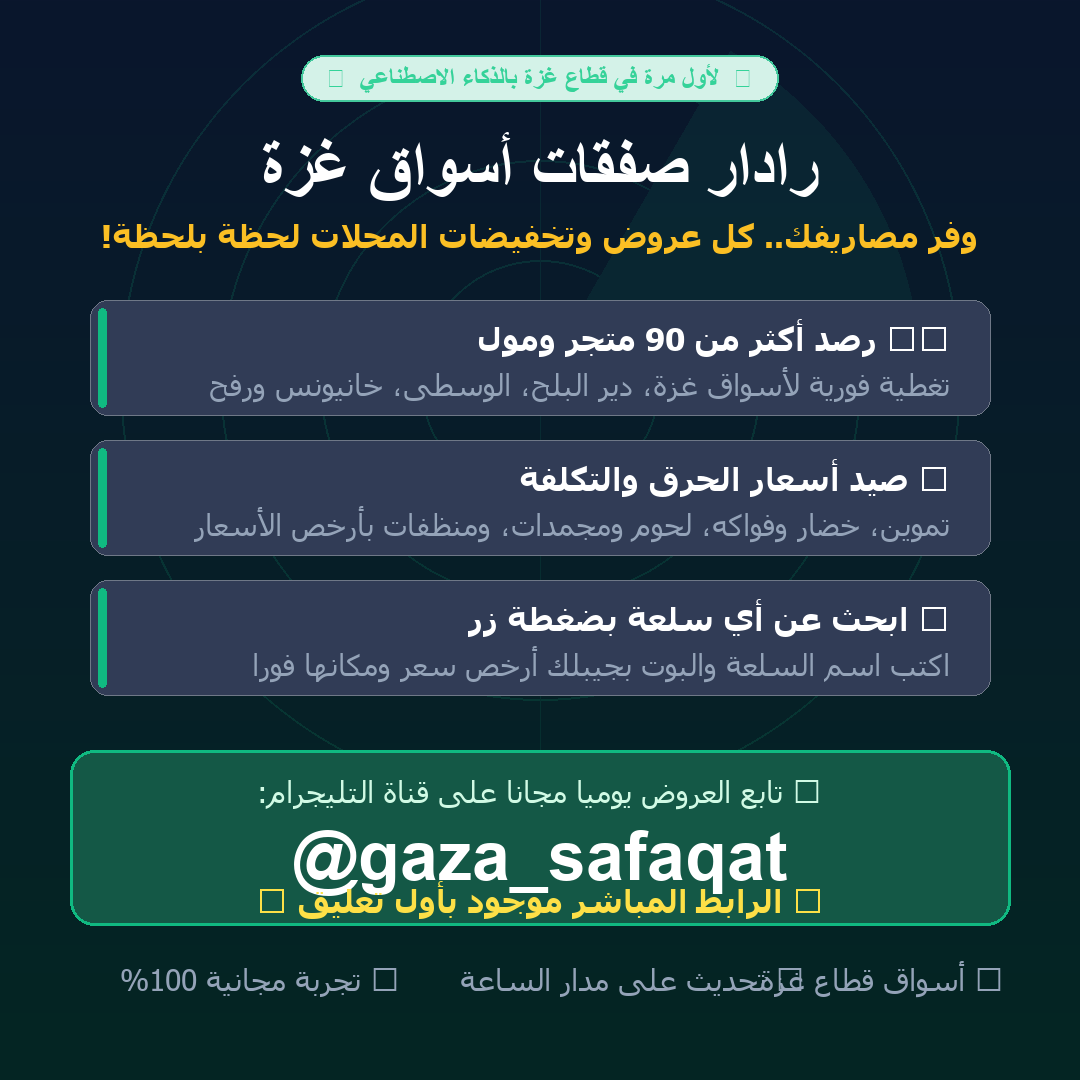 لأول مرة في قطاع غزة بالذكاء الاصطناعي
رادار صفقات أسواق غزة
وفر مصاريفك.. كل عروض وتخفيضات المحلات لحظة بلحظة!
رصد أكثر من 90 متجر ومول
تغطية فورية لأسواق غزة، دير البلح، الوسطى، خانيونس ورفح
صيد أسعار الحرق والتكلفة
تموين، خضار وفواكه، لحوم ومجمدات، ومنظفات بأرخص الأسعار
ابحث عن أي سلعة بضغطة زر
اكتب اسم السلعة والبوت بجيبلك أرخص سعر ومكانها فورا
تابع العروض يوميا مجانا على قناة التليجرام:
@gaza_safaqat
الرابط المباشر موجود بأول تعليق
أسواق قطاع غزة
تحديث على مدار الساعة
تجربة مجانية 100%